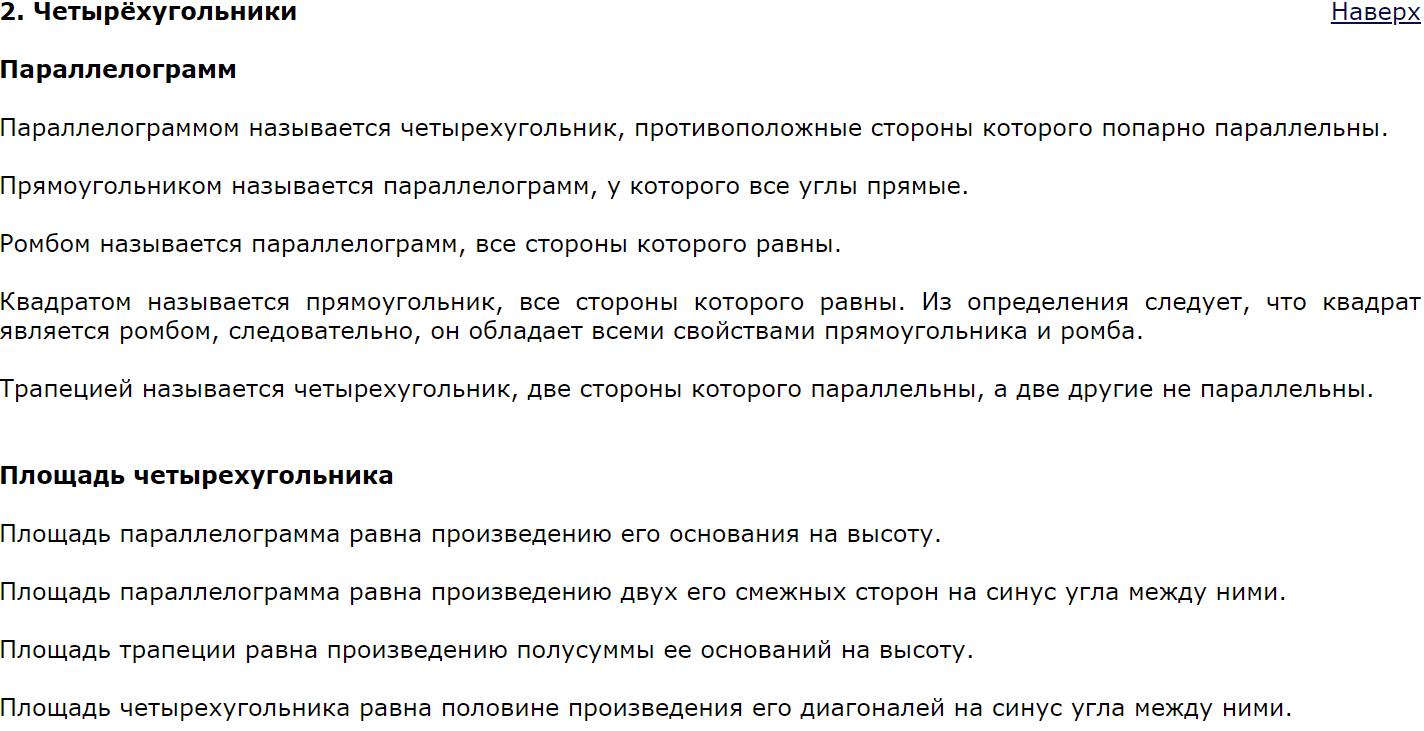 2. Четырёхугольники Наверх
Параллелограмм
Параллелограммом называется четырехугольник, противоположные стороны которого попарно параллельны.
Прямоугольником называется параллелограмм, у которого все углы прямые.
Ромбом называется параллелограмм, все стороны которого равны.
Квадратом называется прямоугольник, все стороны которого равны. Из определения следует, что квадрат
является ромбом, следовательно, он обладает всеми свойствами прямоугольника и ромба.
Трапецией называется четырехугольник, две стороны которого параллельны, а две другие не параллельны.
Площадь четырехугольника
Площадь параллелограмма равна произведению его основания на высоту.
Площадь параллелограмма равна произведению двух его смежных сторон на синус угла между ними.
Площадь трапеции равна произведению полусуммы ее оснований на высоту.
Площадь четырехугольника равна половине произведения его диагоналей на синус угла между ними.